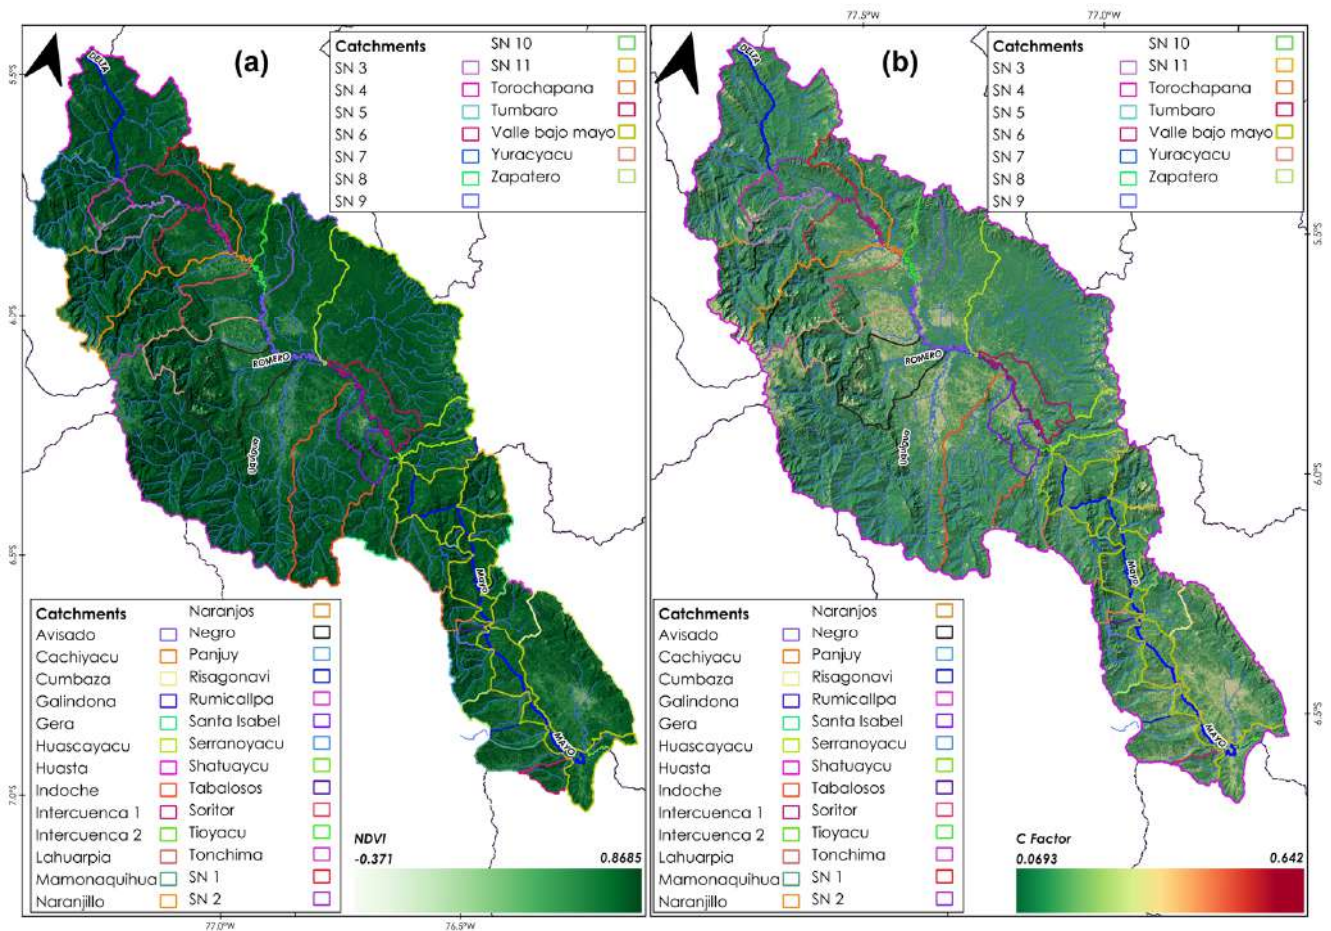 77.5°W 77.0°W
(a)
Catchments
SN 3
SN 4
SN 5
SN 6
SN 7
SN 8
SN 9
SN 10
SN 11
Torochapana
Tumbaro
Valle bajo mayo
Yuracyacu
Zapatero
DELTA
ROMERO
Mayo
MAYO
5.5°S
6.5°S
7.0°S
Catchments
Avisado
Cachiyacu
Cumbaza
Galindona
Gera
Huascayacu
Huasta
Indoche
Intercuenca 1
Intercuenca 2
Lahuarpia
Mamonaquihua
Naranjillo
Naranjos
Negro
Panjuy
Risagonavi
Rumicallpa
Santa Isabel
Serranoyacu
Shatuaycu
Tabalosos
Soritor
Tioyacu
Tonchima
SN 1
SN 2
NDVI
-0.371 0.8685
77.0°W 76.5°W
(b)
Catchments
SN 3
SN 4
SN 5
SN 6
SN 7
SN 8
SN 9
SN 10
SN 11
Torochapana
Tumbaro
Valle bajo mayo
Yuracyacu
Zapatero
DELTA
ROMERO
Mayo
MAYO
5.5°S
6.0°S
6.5°S
Catchments
Avisado
Cachiyacu
Cumbaza
Galindona
Gera
Huascayacu
Huasta
Indoche
Intercuenca 1
Intercuenca 2
Lahuarpia
Mamonaquihua
Naranjillo
Naranjos
Negro
Panjuy
Risagonavi
Rumicallpa
Santa Isabel
Serranoyacu
Shatuaycu
Tabalosos
Soritor
Tioyacu
Tonchima
SN 1
SN 2
C Factor
0.0693 0.642